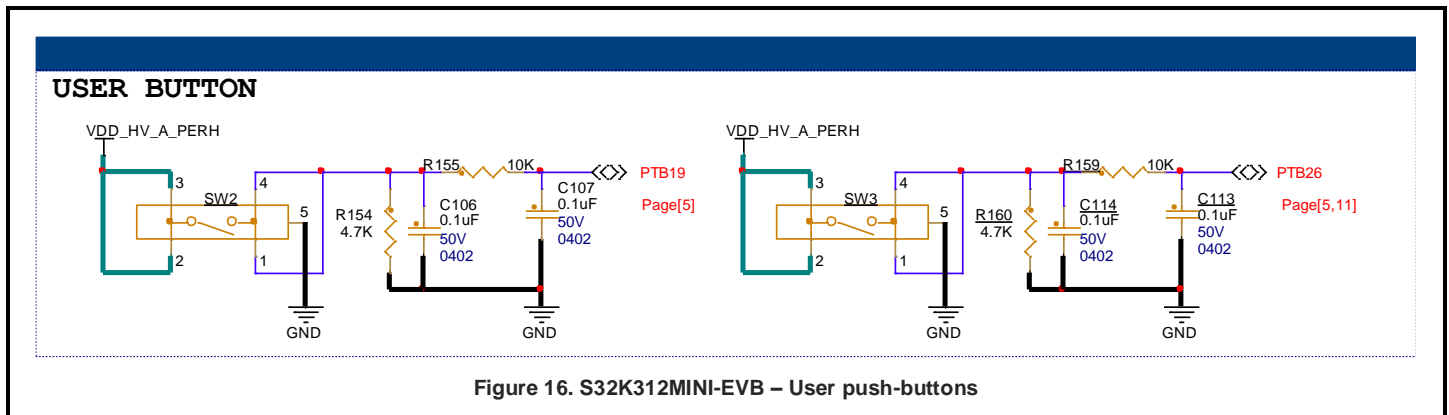 USER BUTTON
VDD_HV_A_PERH
3
4
SW2
5
2
1
R154
4.7K
C106
0.1uF
50V
0402
R155
10K
C107
0.1uF
50V
0402
PTB19
Page[5]
GND
GND
VDD_HV_A_PERH
3
4
SW3
5
2
1
R160
4.7K
C114
0.1uF
50V
0402
R159
10K
C113
0.1uF
50V
0402
PTB26
Page[5,11]
GND
GND
Figure 16. S32K312MINI-EVB – User push-buttons